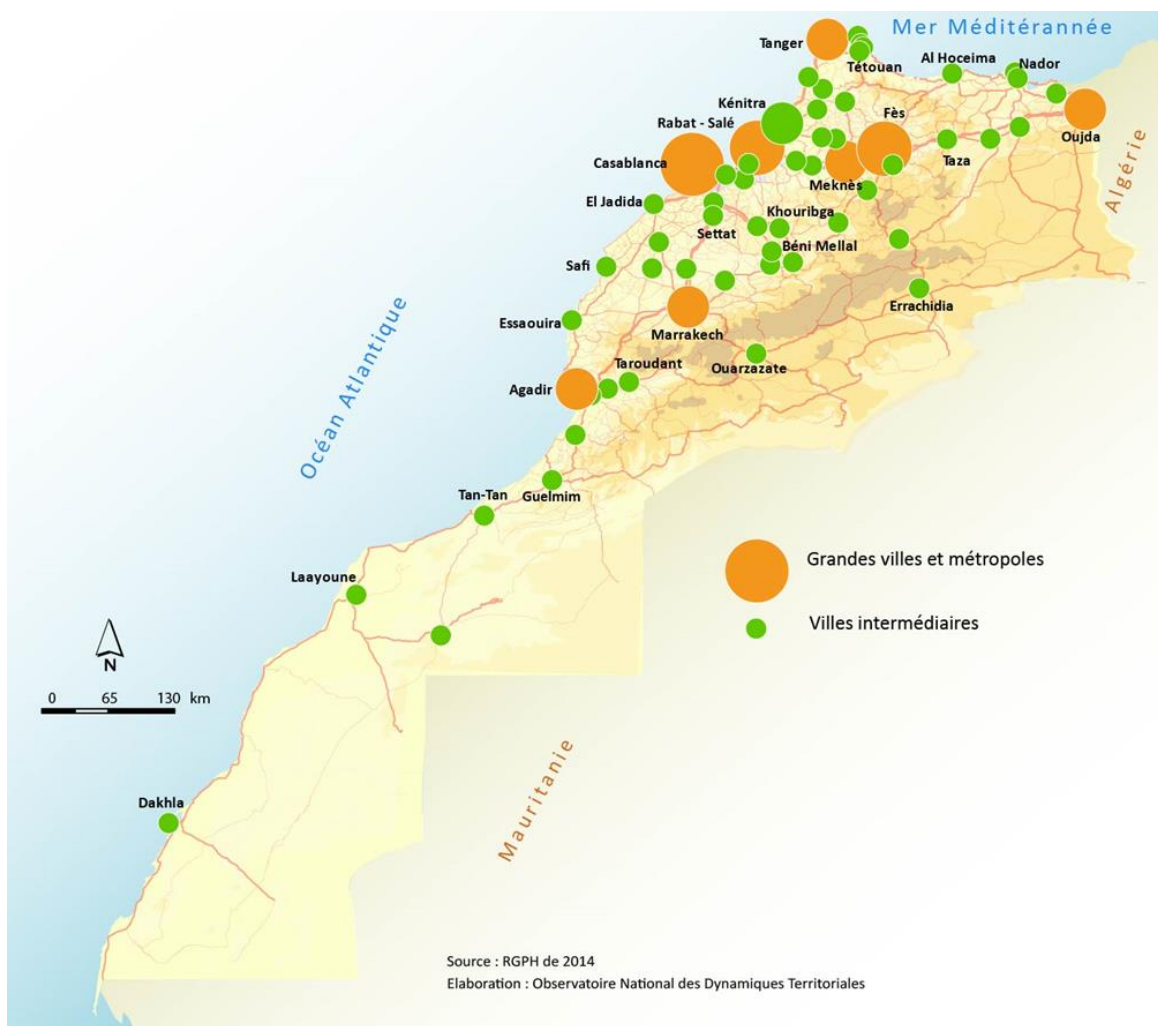 Mer Méditérannée
Tanger
Tétouan
Al Hoceima
Nador
Kénitra
Fès
Rabat - Salé
Oujda
Casablanca
Taza
Meknès
Algérie
El Jadida
Khouribga
Settat
Béni Mellal
Safi
Errachidia
Essaouira
Marrakech
Océan Atlantique
Taroudant
Ouarzazate
Agadir
Tan-Tan
Guelmim
Grandes villes et métropoles
Laayoune
Villes intermédiaires
N
0 65 130 km
Mauritanie
Dakhla
Source : RGPH de 2014
Elaboration : Observatoire National des Dynamiques Territoriales